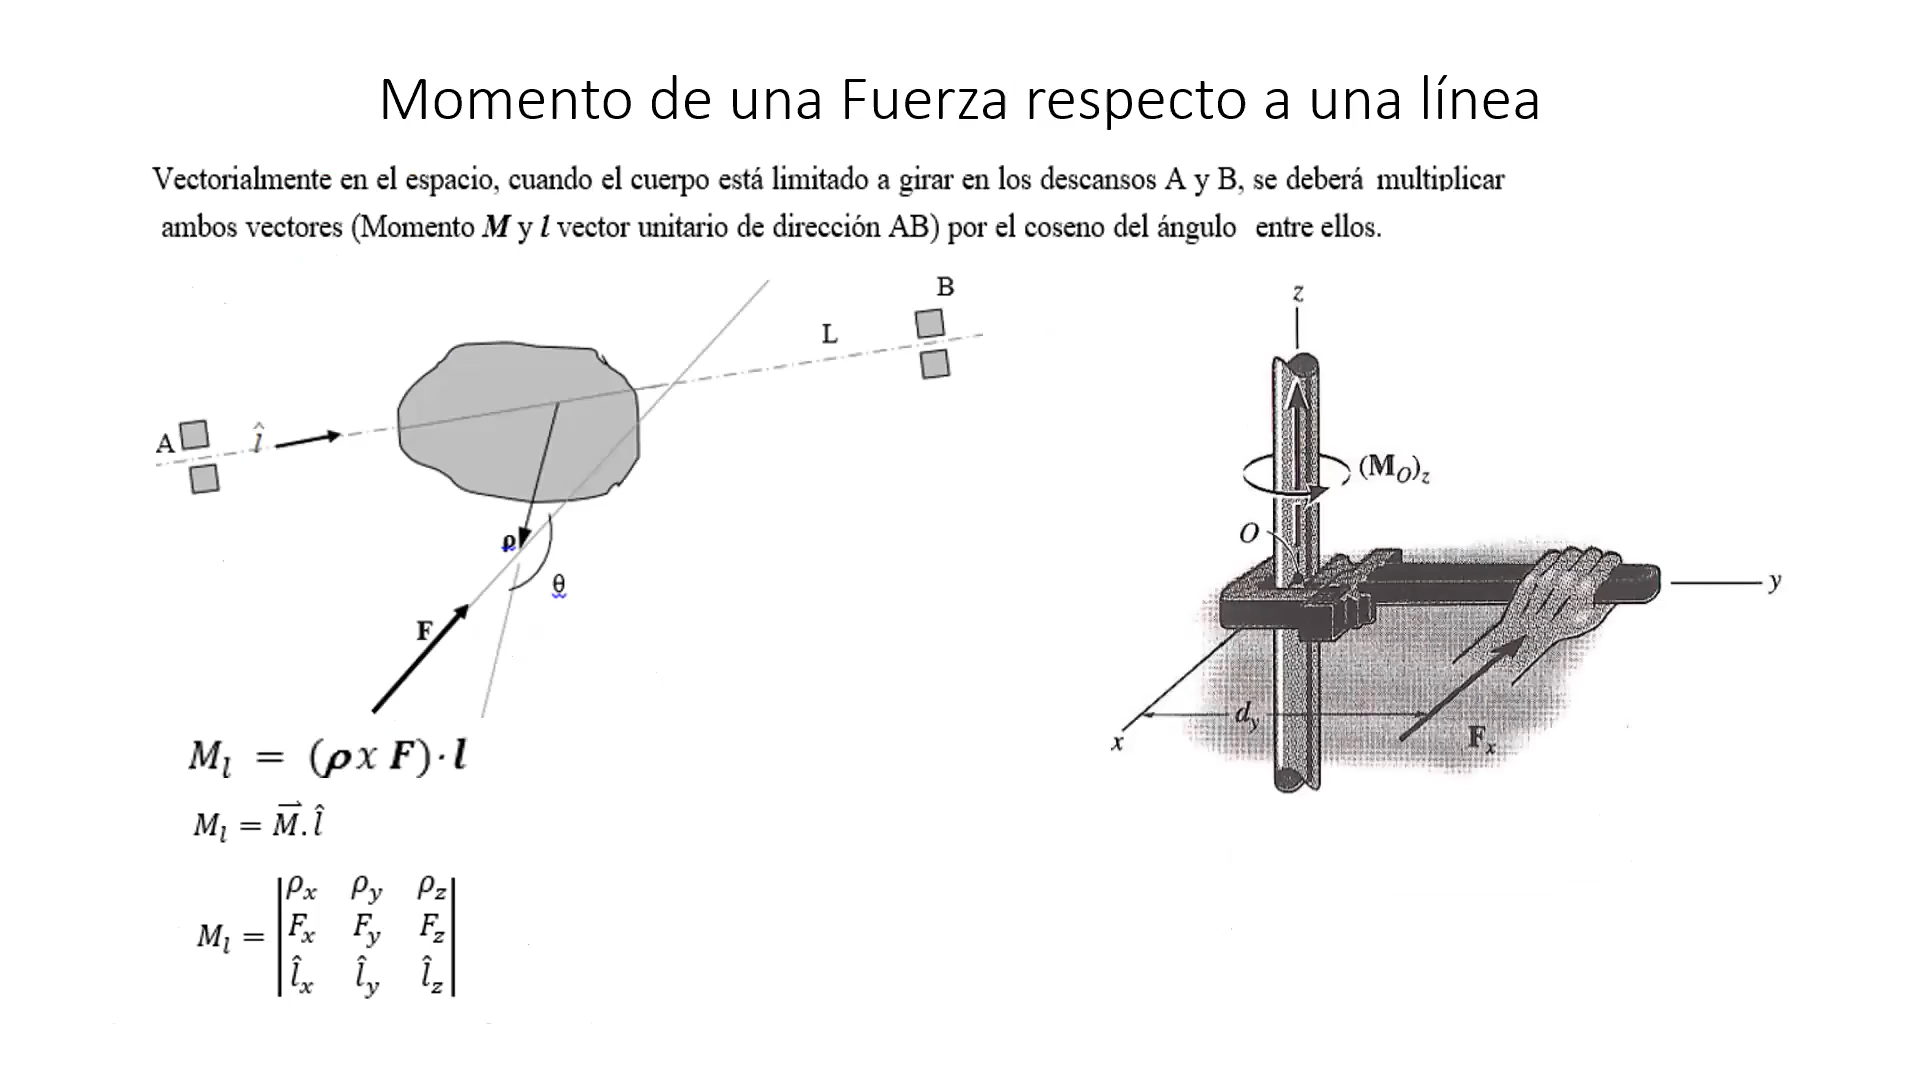 Momento de una Fuerza respecto a una línea
Vectorialmente en el espacio, cuando el cuerpo está limitado a girar en los descansos A y B, se deberá multiplicar
ambos vectores (Momento M y l vector unitario de dirección AB) por el coseno del ángulo entre ellos.
B
L
A
l̂
ρ
θ
F
z
(M_O)_z
O
y
d_y
F_x
x
M_l = (ρ x F)·l
M_l = M⃗.l̂
M_l = |ρ_x ρ_y ρ_z|
|F_x F_y F_z|
|l̂_x l̂_y l̂_z|